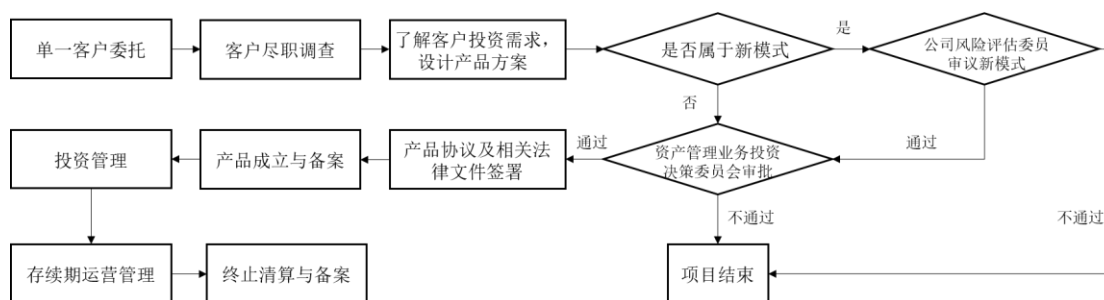 单一客户委托
客户尽职调查
了解客户投资需求，
设计产品方案
是否属于新模式
是
公司风险评估委员
审议新模式
否
通过
投资管理
产品成立与备案
产品协议及相关法
律文件签署
通过
资产管理业务投资
决策委员会审批
不通过
不通过
存续期运营管理
终止清算与备案
项目结束